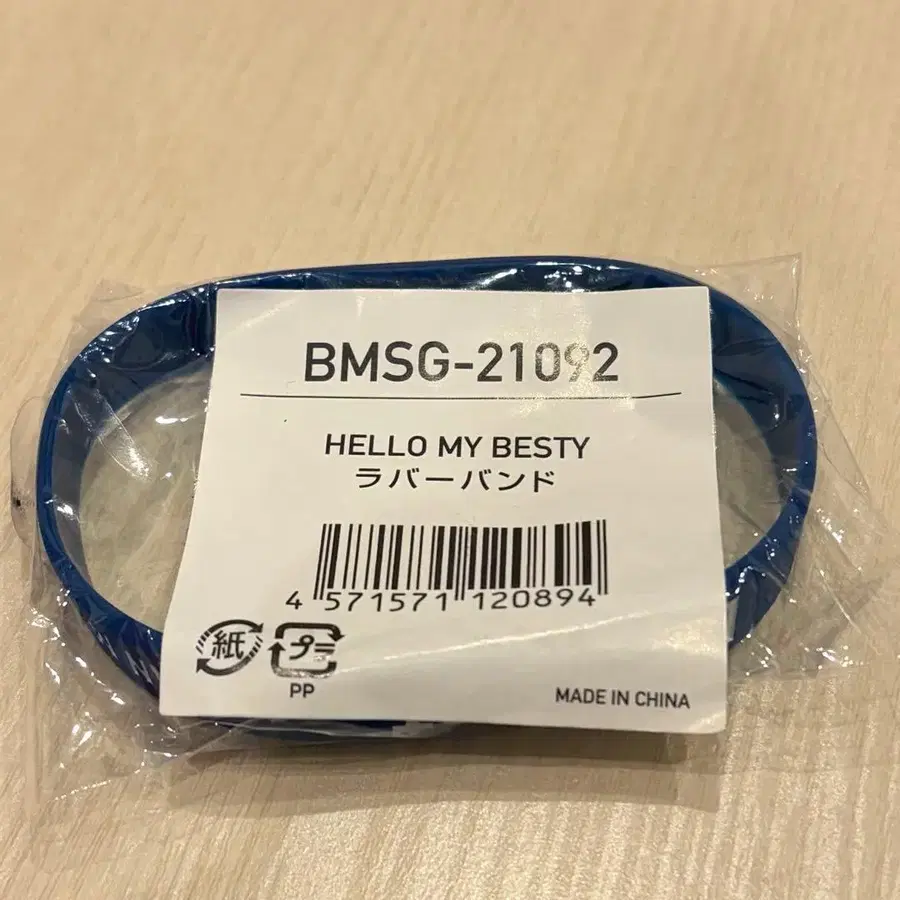 BMSG-21092
HELLO MY BESTY
ラバーバンド
4 571571 120894
紙 プラ
PP
MADE IN CHINA